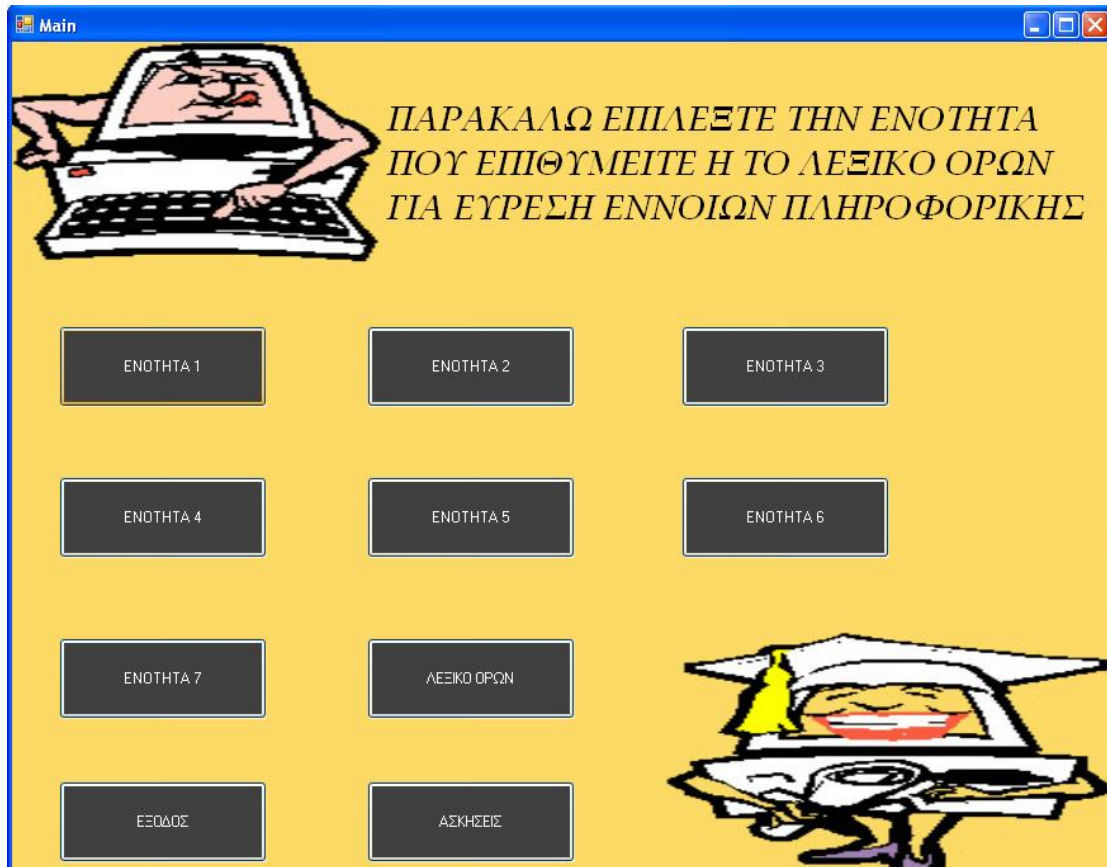 Main
ΠΑΡΑΚΑΛΩ ΕΠΙΛΕΞΤΕ ΤΗΝ ΕΝΟΤΗΤΑ
ΠΟΥ ΕΠΙΘΥΜΕΙΤΕ Η ΤΟ ΛΕΞΙΚΟ ΟΡΩΝ
ΓΙΑ ΕΥΡΕΣΗ ΕΝΝΟΙΩΝ ΠΛΗΡΟΦΟΡΙΚΗΣ
ΕΝΟΤΗΤΑ 1
ΕΝΟΤΗΤΑ 2
ΕΝΟΤΗΤΑ 3
ΕΝΟΤΗΤΑ 4
ΕΝΟΤΗΤΑ 5
ΕΝΟΤΗΤΑ 6
ΕΝΟΤΗΤΑ 7
ΛΕΞΙΚΟ ΟΡΩΝ
ΕΞΟΔΟΣ
ΑΣΚΗΣΕΙΣ